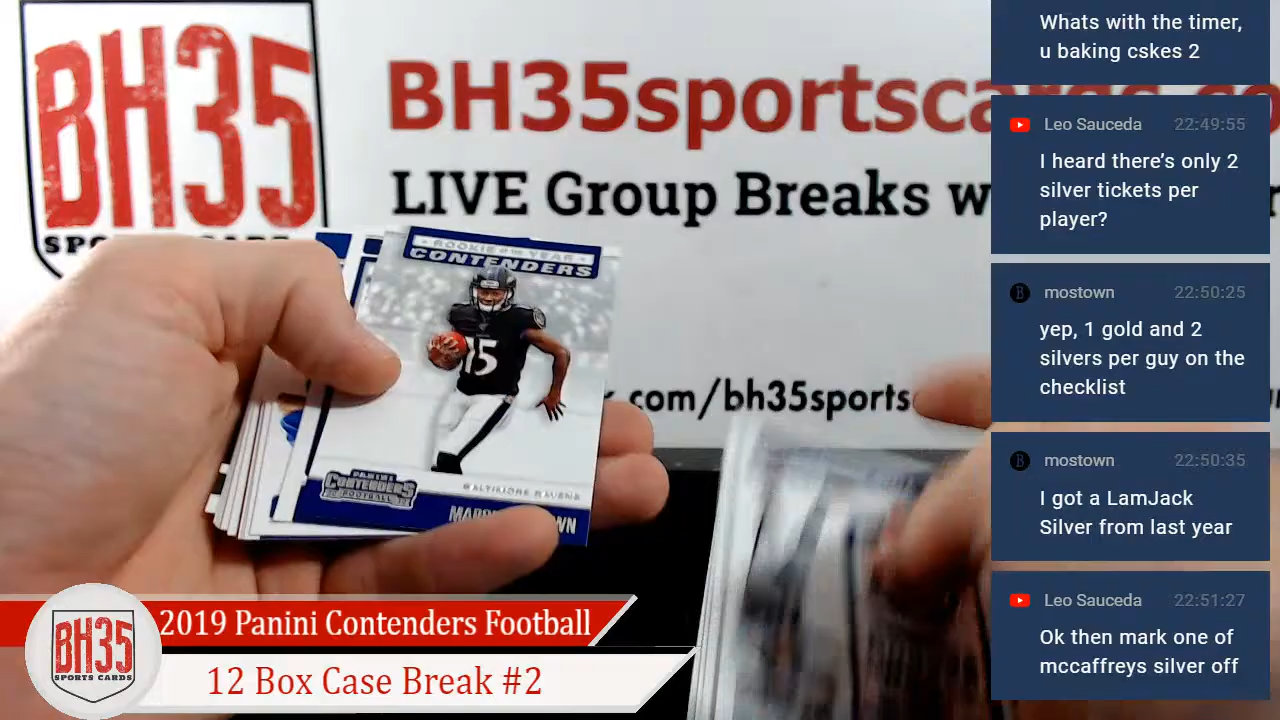 BH35
SPO
BH35sportsca
LIVE Group Breaks w
com/bh35sports
ROOKIE OF THE YEAR
CONTENDERS
15
PANINI
CONTENDERS
FOOTBALL
BALTIMORE RAVENS
BH35
SPORTS CARDS
2019 Panini Contenders Football
12 Box Case Break #2
Whats with the timer,
u baking cskes 2
Leo Sauceda 22:49:55
I heard there's only 2
silver tickets per
player?
mostown 22:50:25
yep, 1 gold and 2
silvers per guy on the
checklist
mostown 22:50:35
I got a LamJack
Silver from last year
Leo Sauceda 22:51:27
Ok then mark one of
mccaffreys silver off